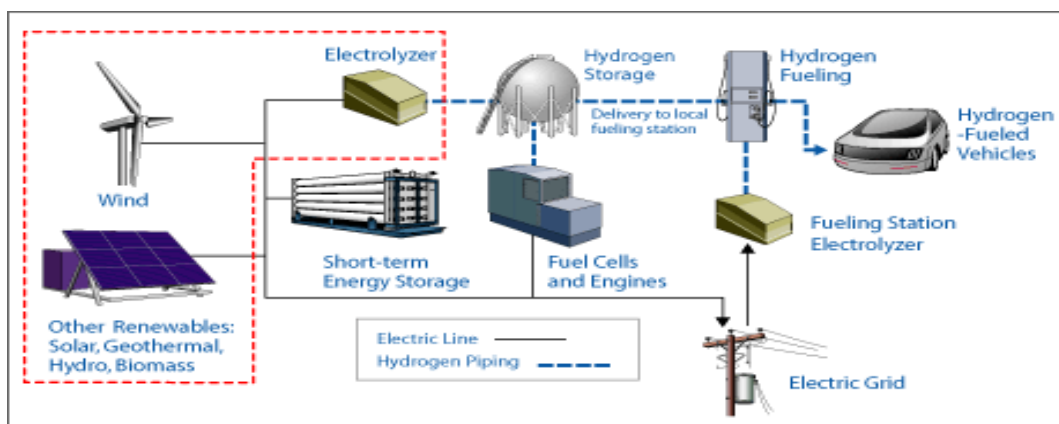 Electrolyzer
Hydrogen
Storage
Hydrogen
Fueling
Delivery to local
fueling station
Hydrogen
-Fueled
Vehicles
Wind
Short-term
Energy Storage
Fuel Cells
and Engines
Fueling Station
Electrolyzer
Other Renewables:
Solar, Geothermal,
Hydro, Biomass
Electric Line
Hydrogen Piping
Electric Grid